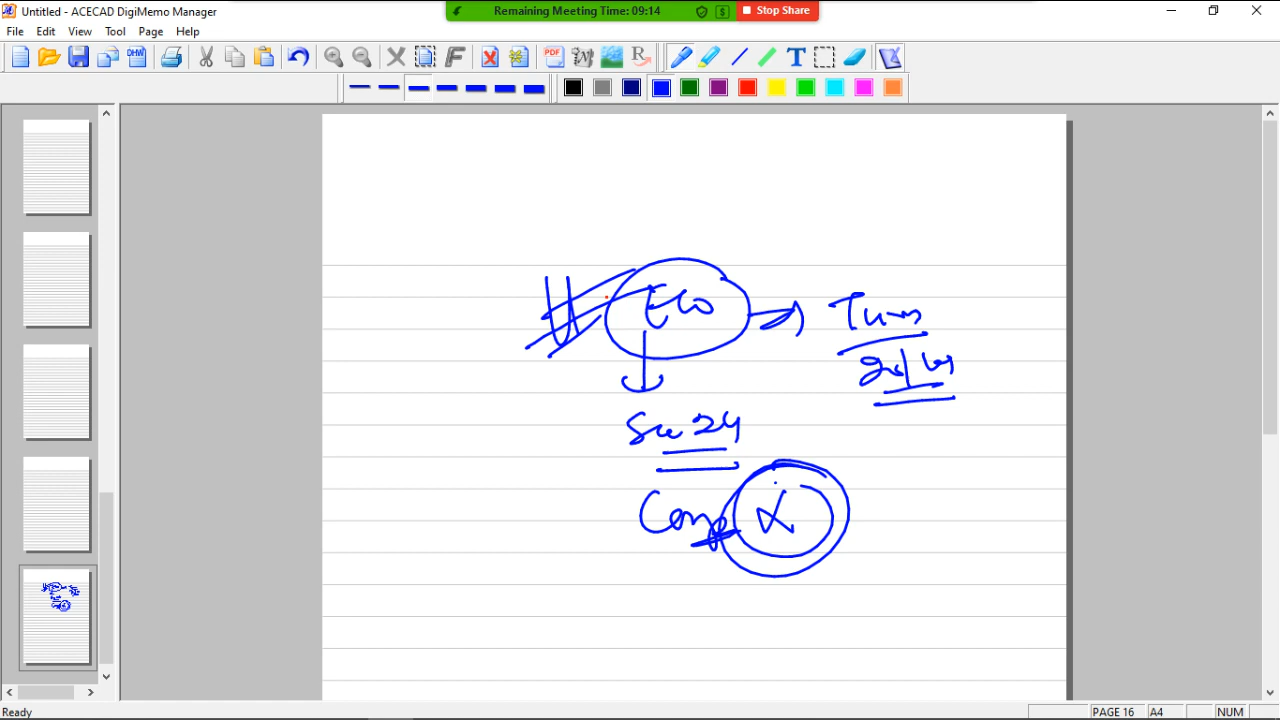 Untitled - ACECAD DigiMemo Manager
Remaining Meeting Time: 09:14
$
Stop Share
File Edit View Tool Page Help
ECO
Sec 24
Comp
Ready
PAGE 16 A4 NUM